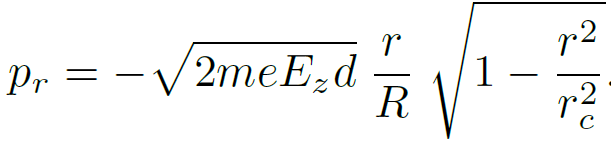 $p_r = -\sqrt{2meE_z d}\ \frac{r}{R}\ \sqrt{1 - \frac{r^2}{r_c^2}}.$